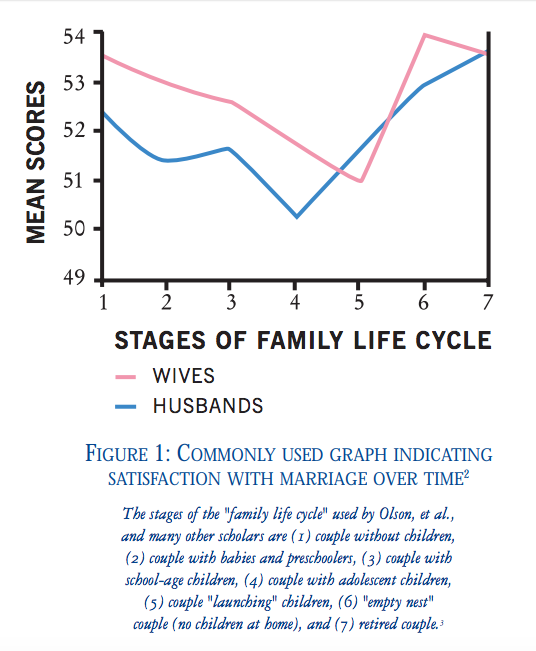 54
53
52
51
50
49
MEAN SCORES
1 2 3 4 5 6 7
STAGES OF FAMILY LIFE CYCLE
WIVES
HUSBANDS
FIGURE 1: COMMONLY USED GRAPH INDICATING
SATISFACTION WITH MARRIAGE OVER TIME²
The stages of the "family life cycle" used by Olson, et al.,
and many other scholars are (1) couple without children,
(2) couple with babies and preschoolers, (3) couple with
school-age children, (4) couple with adolescent children,
(5) couple "launching" children, (6) "empty nest"
couple (no children at home), and (7) retired couple.³